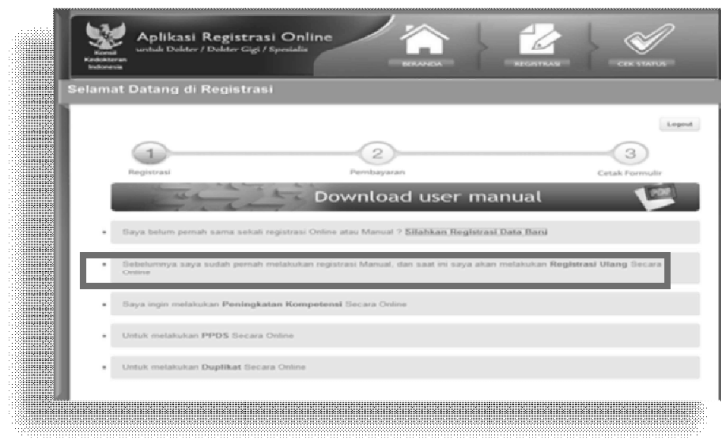 Konsil
Kedokteran
Indonesia
Aplikasi Registrasi Online
untuk Dokter / Dokter Gigi / Spesialis
BERANDA
REGISTRASI
CEK STATUS
Selamat Datang di Registrasi
Logout
1
2
3
Registrasi
Pembayaran
Cetak Formulir
Download user manual
PDF
Saya belum pernah sama sekali registrasi Online atau Manual ? Silahkan Registrasi Data Baru
Sebelumnya saya sudah pernah melakukan registrasi Manual, dan saat ini saya akan melakukan Registrasi Ulang Secara
Online
Saya ingin melakukan Peningkatan Kompetensi Secara Online
Untuk melakukan PPDS Secara Online
Untuk melakukan Duplikat Secara Online